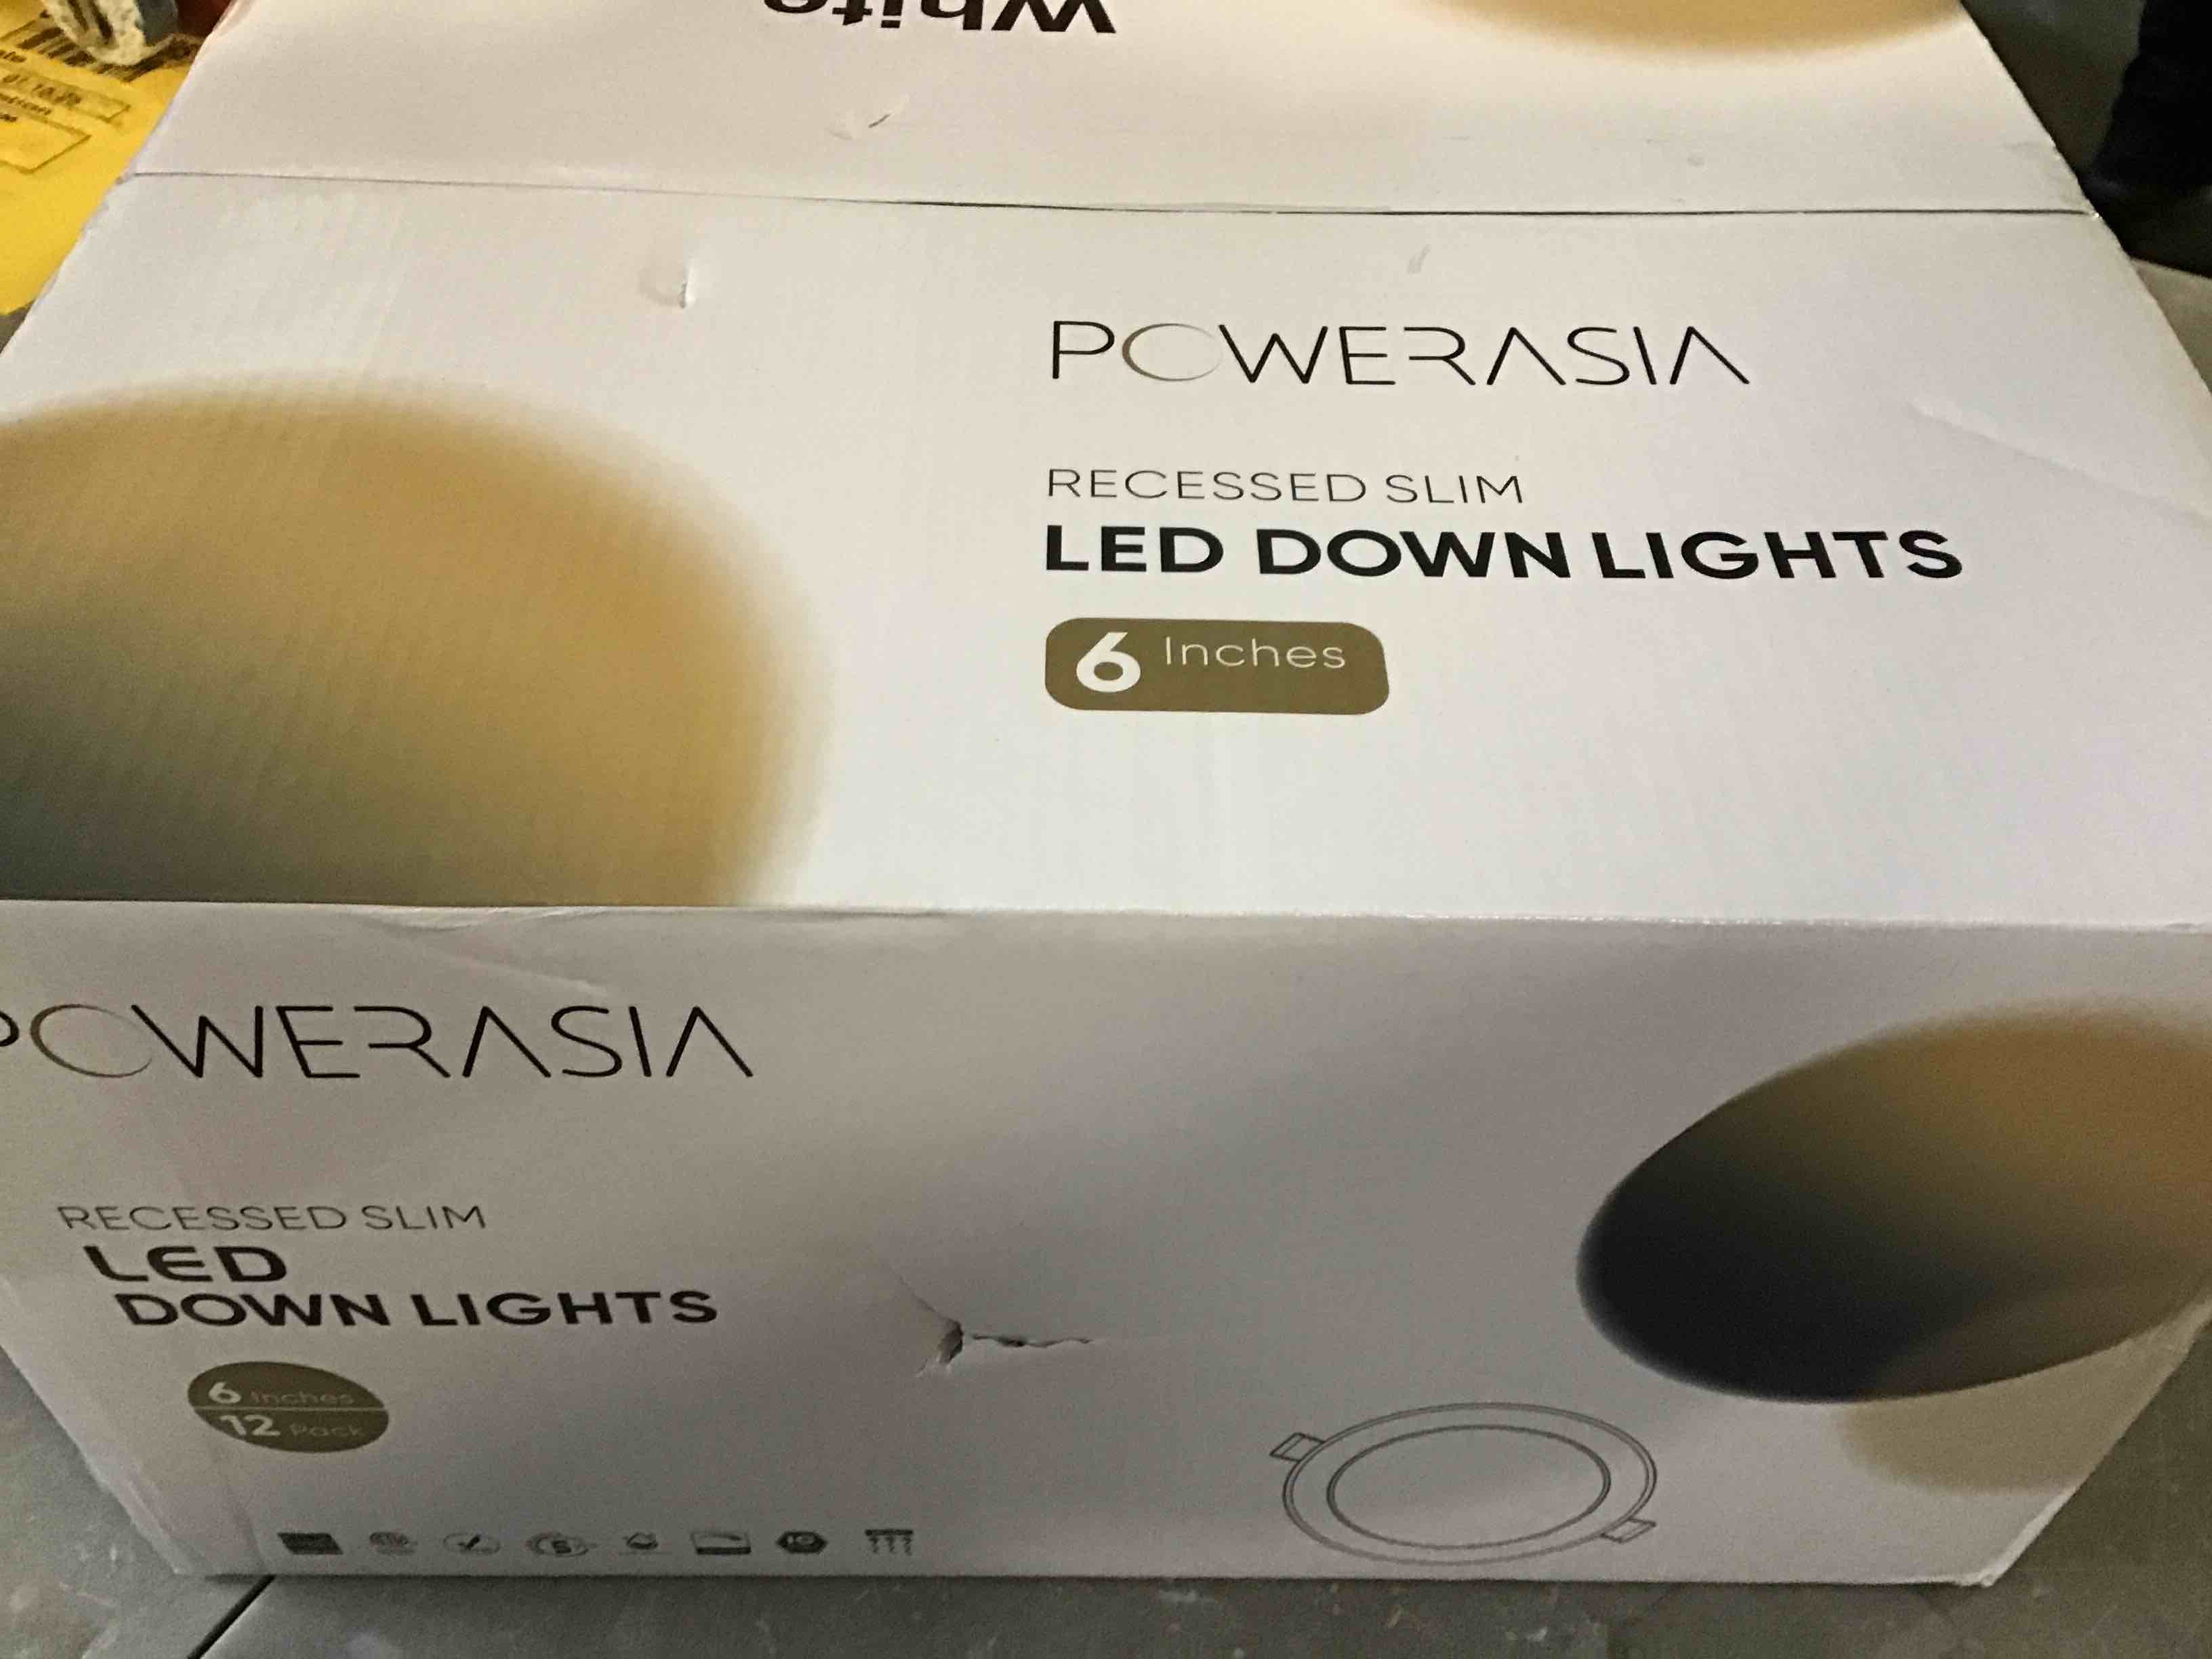 White
POWERASIA
RECESSED SLIM
LED DOWN LIGHTS
6 Inches
POWERASIA
RECESSED SLIM
LED
DOWN LIGHTS
6 Inches
12 Pack